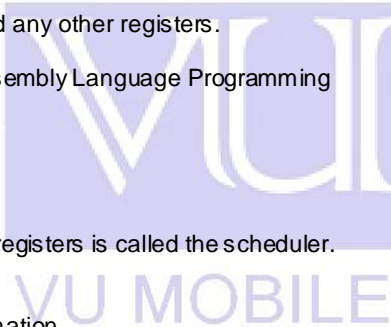 d any other registers.
sembly Language Programming
registers is called the scheduler.
VU MOBILE
nation